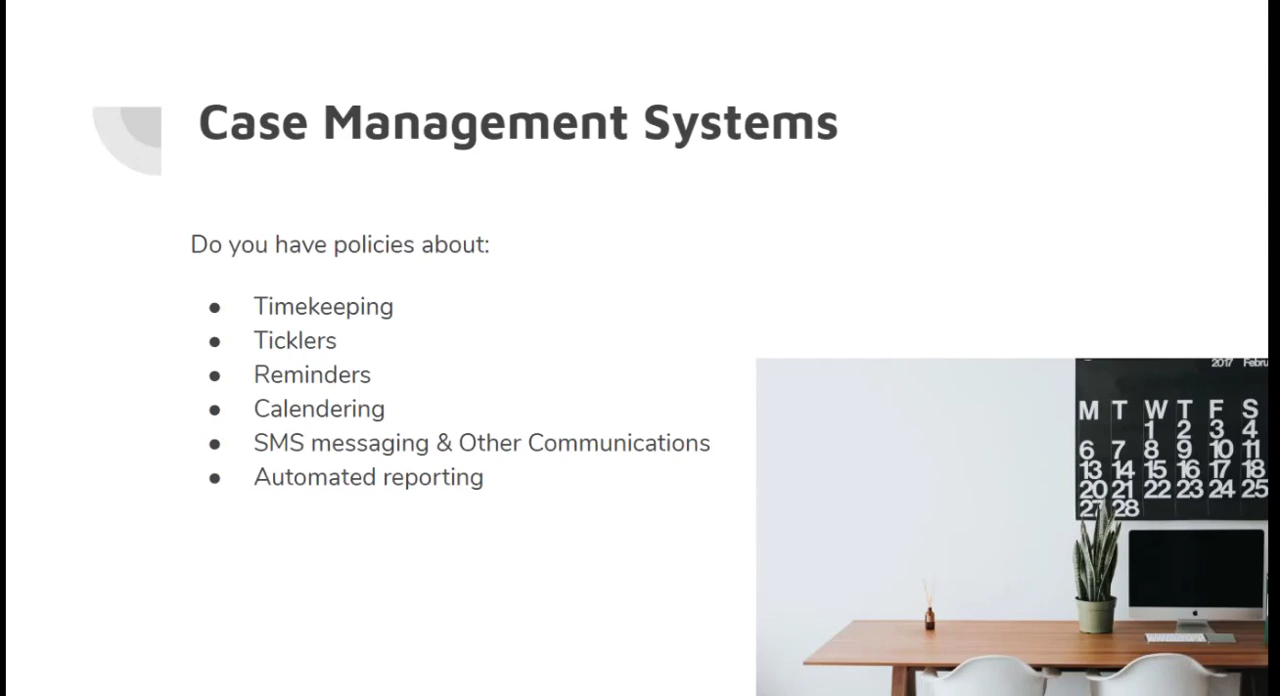 Case Management Systems
Do you have policies about:
● Timekeeping
● Ticklers
● Reminders
● Calendering
● SMS messaging & Other Communications
● Automated reporting
2017 Febru
M T W T F S
1 2 3 4
6 7 8 9 10 11
13 14 15 16 17 18
20 21 22 23 24 25
27 28